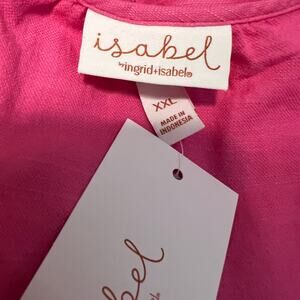 isabel
by ingrid+isabel®
XXL
MADE IN
INDONESIA
isabel